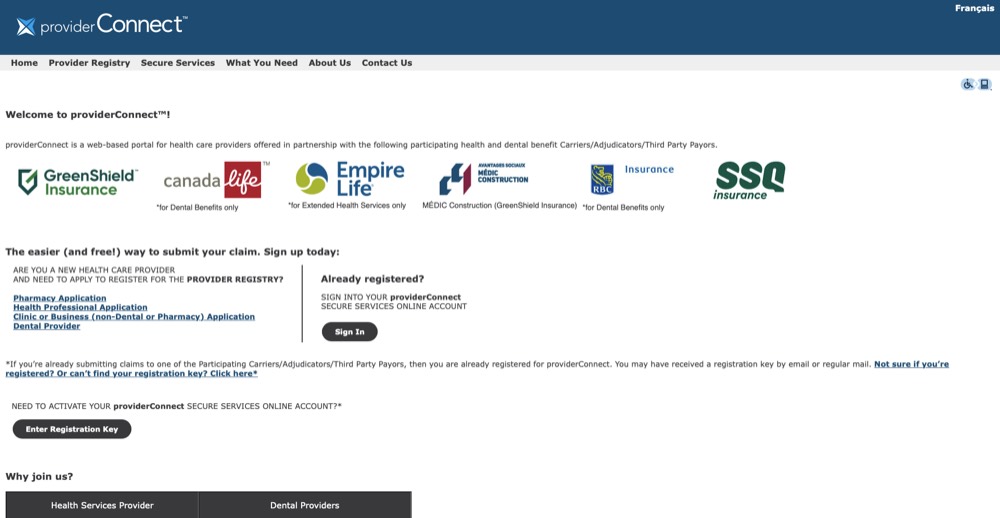 Français
providerConnect™
Home Provider Registry Secure Services What You Need About Us Contact Us
Welcome to providerConnect™!
providerConnect is a web-based portal for health care providers offered in partnership with the following participating health and dental benefit Carriers/Adjudicators/Third Party Payors.
GreenShield™ Insurance
canada life™
*for Dental Benefits only
Empire Life
*for Extended Health Services only
AVANTAGES SOCIAUX
MÉDIC
CONSTRUCTION
MÉDIC Construction (GreenShield Insurance)
RBC Insurance
*for Dental Benefits only
SSQ
insurance
The easier (and free!) way to submit your claim. Sign up today:
ARE YOU A NEW HEALTH CARE PROVIDER
AND NEED TO APPLY TO REGISTER FOR THE PROVIDER REGISTRY?
Pharmacy Application
Health Professional Application
Clinic or Business (non-Dental or Pharmacy) Application
Dental Provider
Already registered?
SIGN INTO YOUR providerConnect
SECURE SERVICES ONLINE ACCOUNT
Sign In
*If you're already submitting claims to one of the Participating Carriers/Adjudicators/Third Party Payors, then you are already registered for providerConnect. You may have received a registration key by email or regular mail. Not sure if you're
registered? Or can't find your registration key? Click here*
NEED TO ACTIVATE YOUR providerConnect SECURE SERVICES ONLINE ACCOUNT?*
Enter Registration Key
Why join us?
Health Services Provider Dental Providers